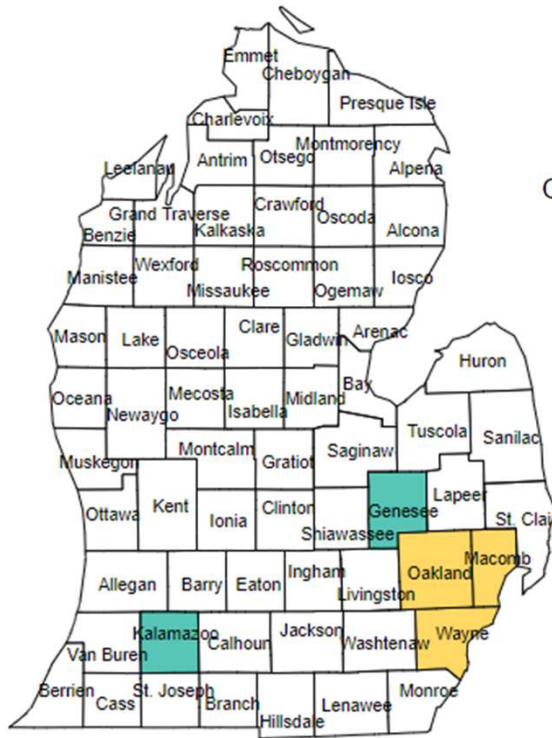 Emmet
Cheboygan
Presque Isle
Charlevoix
Leelanau
Antrim
Otsego
Montmorency
Alpena
Grand Traverse
Benzie
Kalkaska
Crawford
Oscoda
Alcona
Manistee
Wexford
Missaukee
Roscommon
Ogemaw
Iosco
Mason
Lake
Osceola
Clare
Gladwin
Arenac
Huron
Oceana
Newaygo
Mecosta
Isabella
Midland
Bay
Tuscola
Sanilac
Muskegon
Montcalm
Gratiot
Saginaw
Ottawa
Kent
Ionia
Clinton
Shiawassee
Genesee
Lapeer
St. Clai
Allegan
Barry
Eaton
Ingham
Livingston
Oakland
Macomb
Van Buren
Kalamazoo
Calhoun
Jackson
Washtenaw
Wayne
Berrien
Cass
St. Joseph
Branch
Hillsdale
Lenawee
Monroe